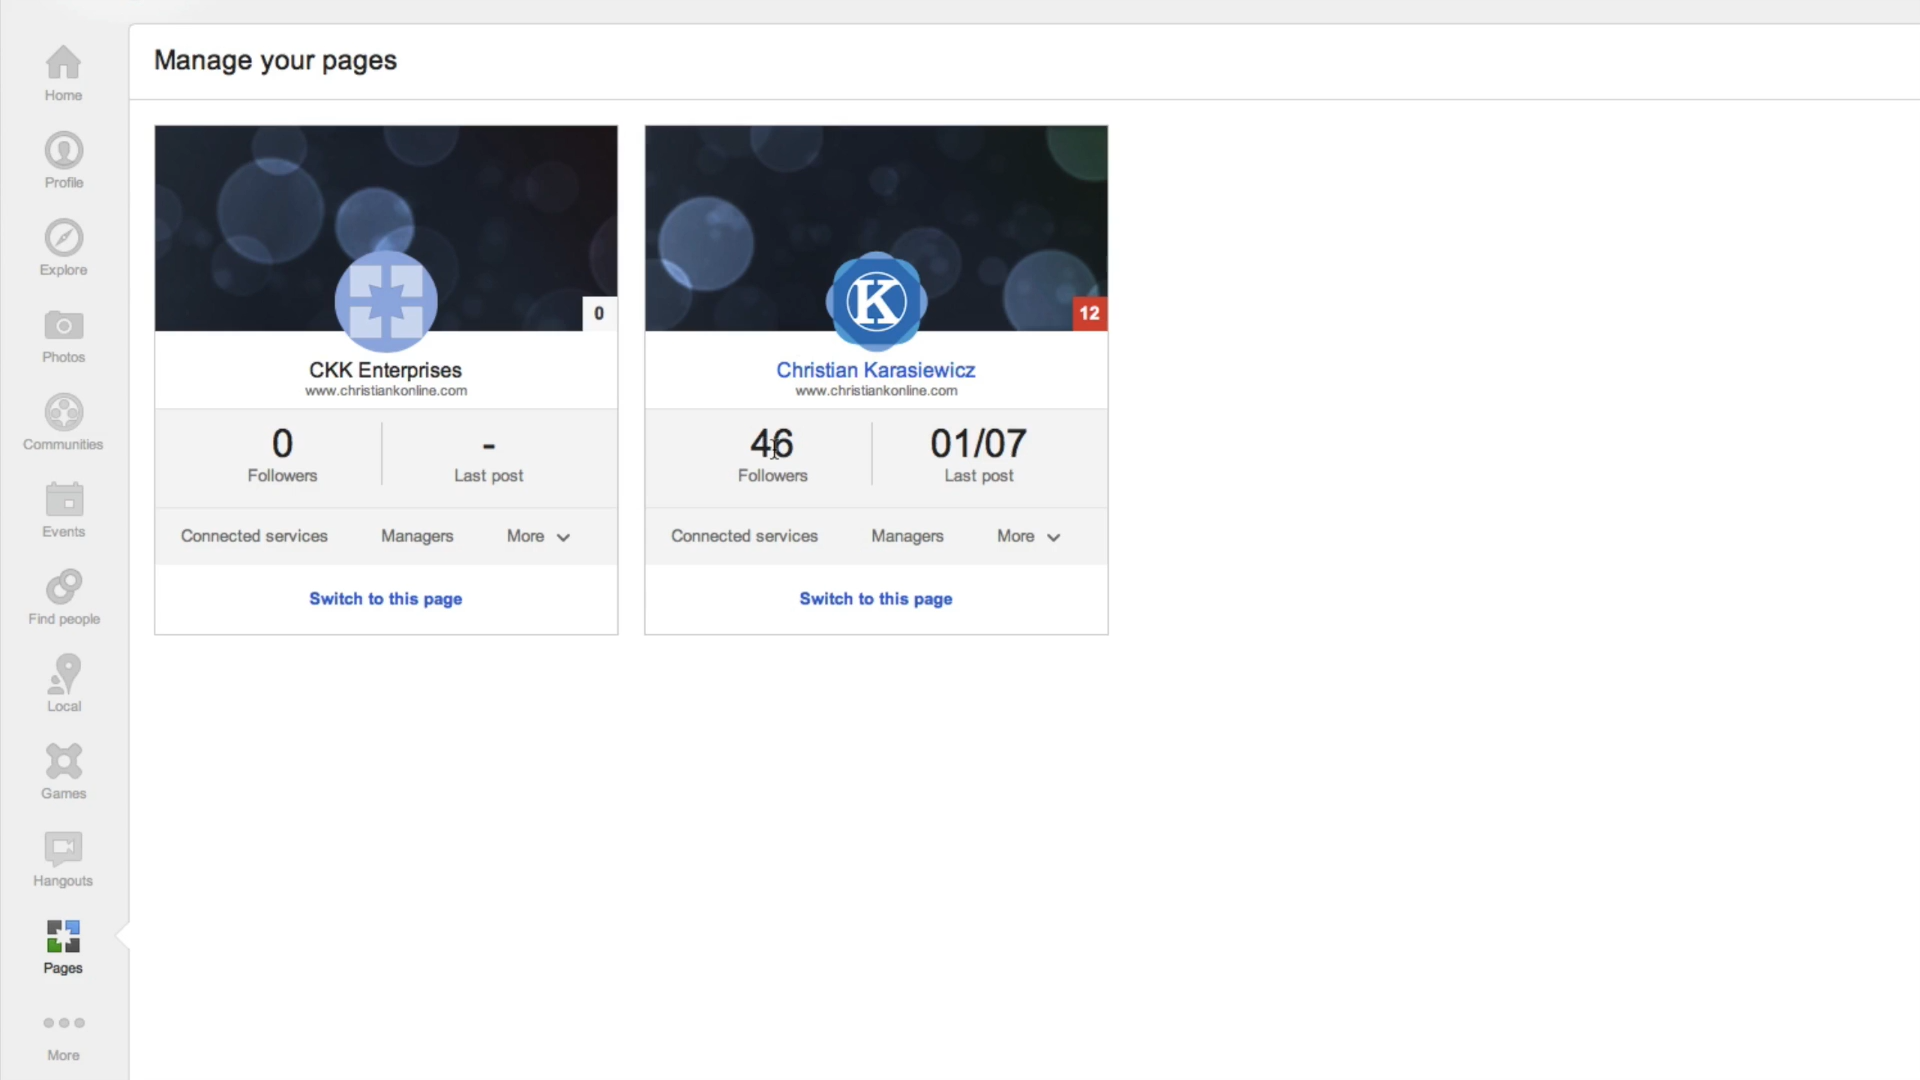 Manage your pages
Home
Profile
Explore
Photos
Communities
Events
Find people
Local
Games
Hangouts
Pages
More
0
CKK Enterprises
www.christiankonline.com
0
Followers
-
Last post
Connected services Managers More
Switch to this page
K
12
Christian Karasiewicz
www.christiankonline.com
46
Followers
01/07
Last post
Connected services Managers More
Switch to this page